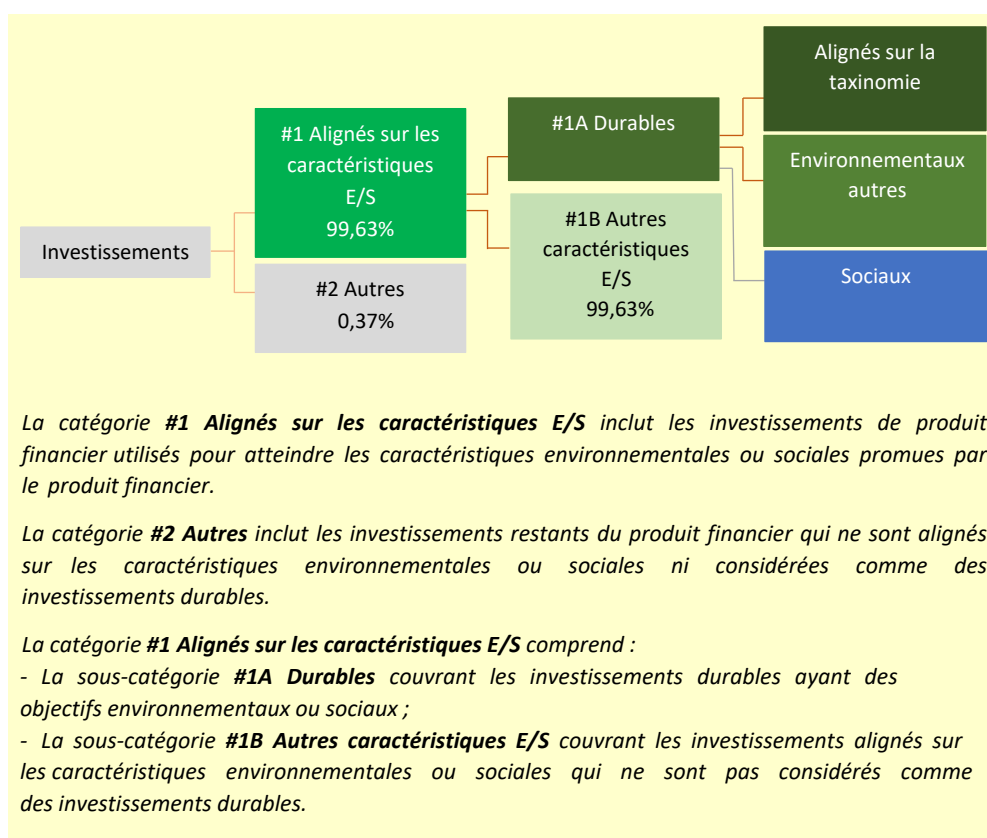 Investissements
#1 Alignés sur les
caractéristiques
E/S
99,63%
#2 Autres
0,37%
#1A Durables
#1B Autres
caractéristiques
E/S
99,63%
Alignés sur la
taxinomie
Environnementaux
autres
Sociaux
La catégorie #1 Alignés sur les caractéristiques E/S inclut les investissements de produit
financier utilisés pour atteindre les caractéristiques environnementales ou sociales promues par
le produit financier.
La catégorie #2 Autres inclut les investissements restants du produit financier qui ne sont alignés
sur les caractéristiques environnementales ou sociales ni considérées comme des
investissements durables.
La catégorie #1 Alignés sur les caractéristiques E/S comprend :
- La sous-catégorie #1A Durables couvrant les investissements durables ayant des
objectifs environnementaux ou sociaux ;
- La sous-catégorie #1B Autres caractéristiques E/S couvrant les investissements alignés sur
les caractéristiques environnementales ou sociales qui ne sont pas considérés comme
des investissements durables.